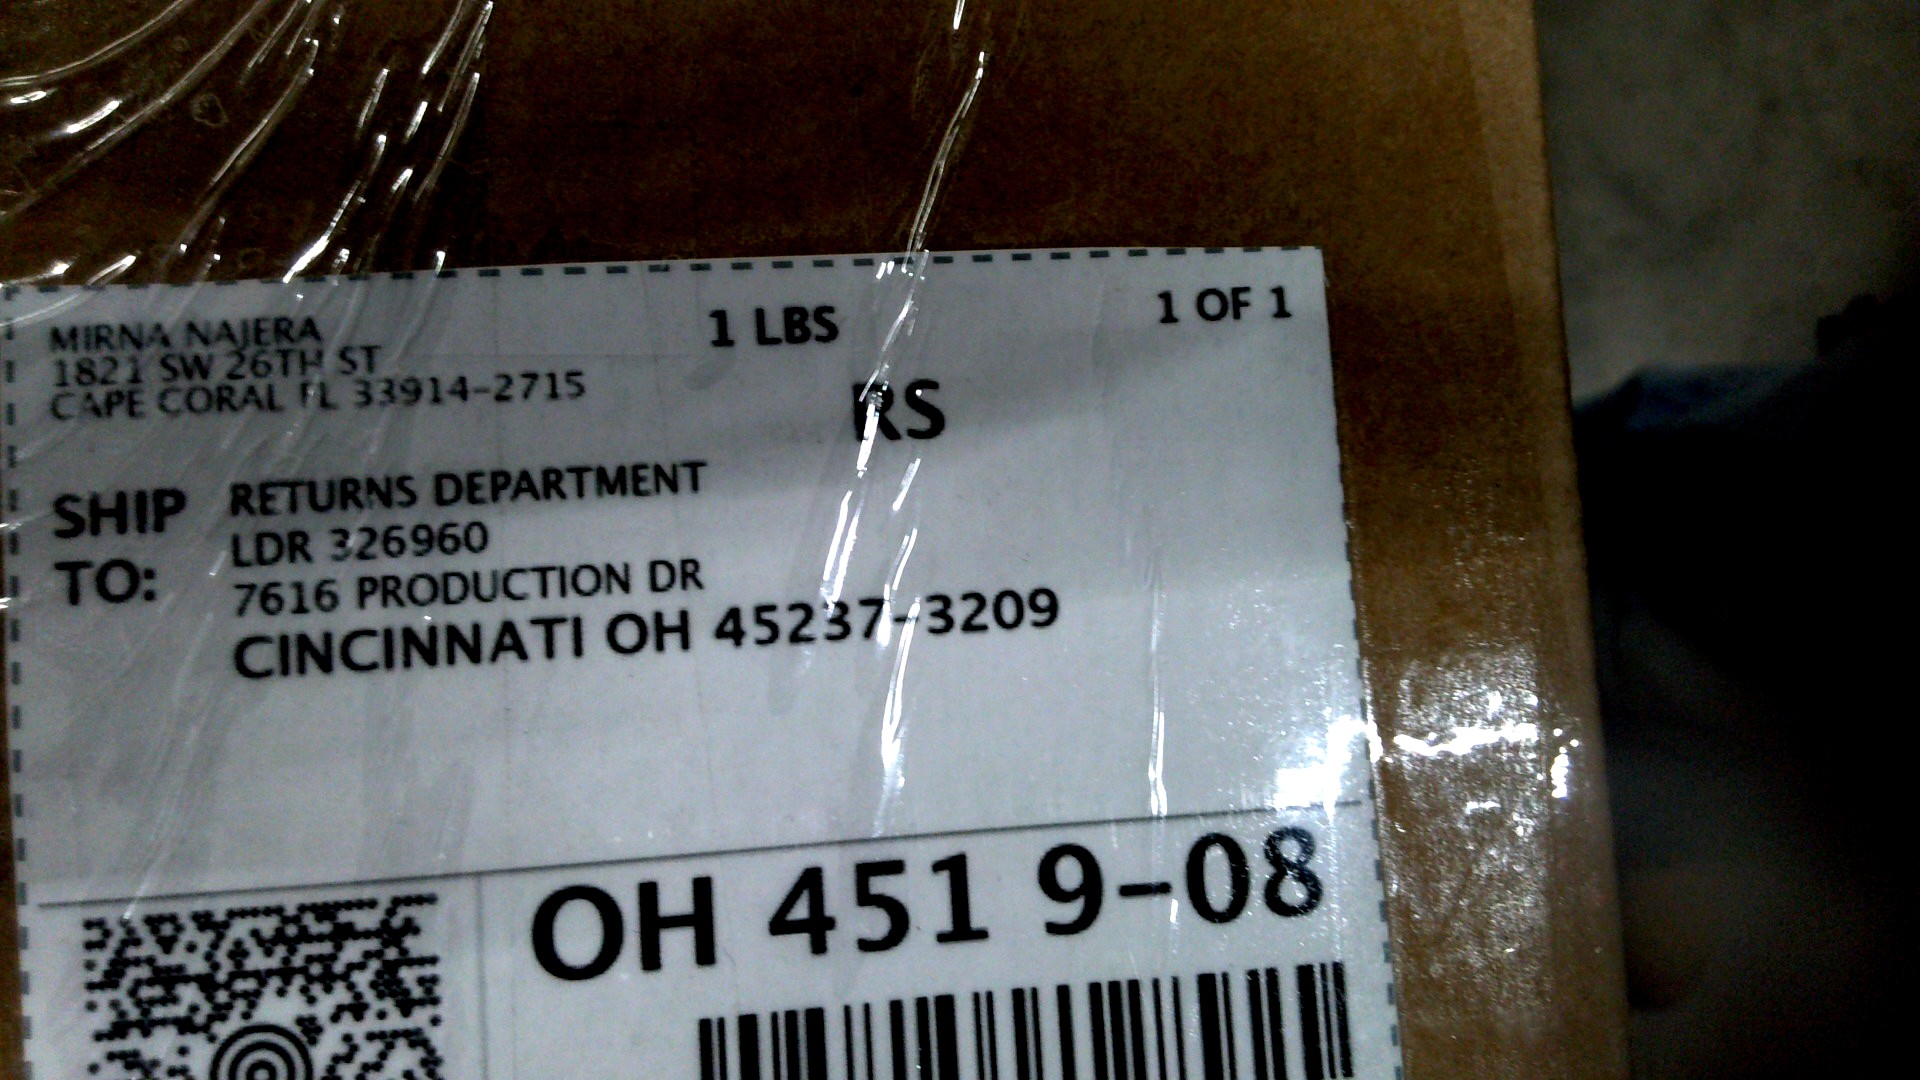 MIRNA NAJERA
1821 SW 26TH ST
CAPE CORAL FL 33914-2715
1 LBS
1 OF 1
RS
SHIP TO:
RETURNS DEPARTMENT
LDR 326960
7616 PRODUCTION DR
CINCINNATI OH 45237-3209
OH 451 9-08